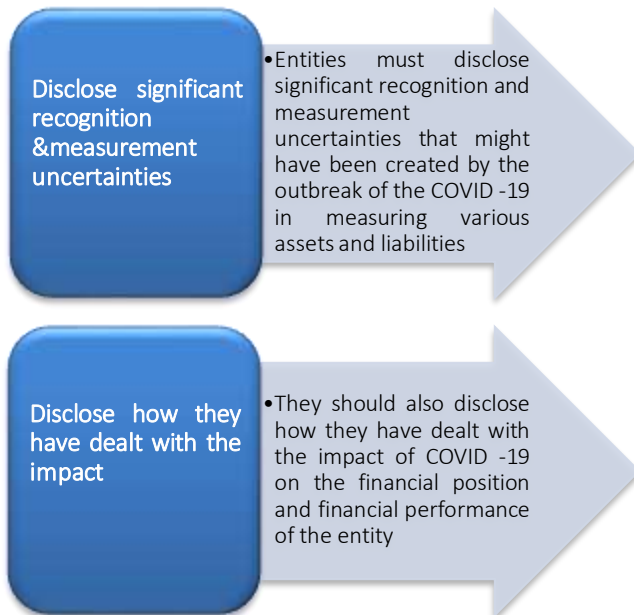 Disclose significant
recognition
&measurement
uncertainties
•Entities must disclose
significant recognition and
measurement
uncertainties that might
have been created by the
outbreak of the COVID -19
in measuring various
assets and liabilities
Disclose how they
have dealt with the
impact
•They should also disclose
how they have dealt with
the impact of COVID -19
on the financial position
and financial performance
of the entity